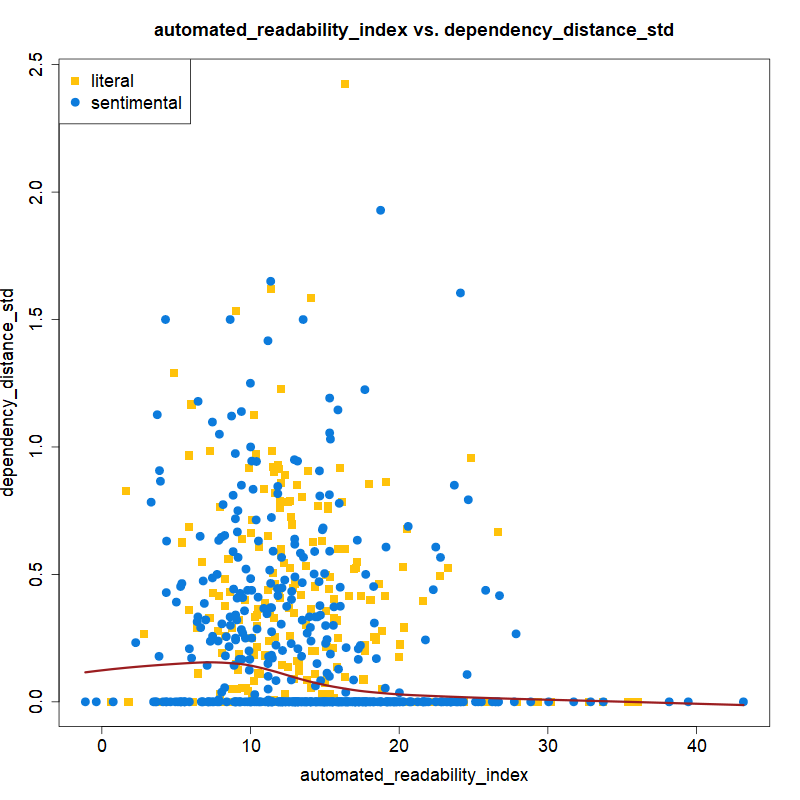 automated_readability_index vs. dependency_distance_std
literal
sentimental
dependency_distance_std
2.5
2.0
1.5
1.0
0.5
0.0
0
10
20
30
40
automated_readability_index